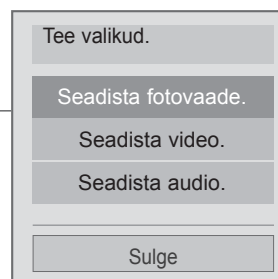 Tee valikud.
Seadista fotovaade.
Seadista video.
Seadista audio.
Sulge